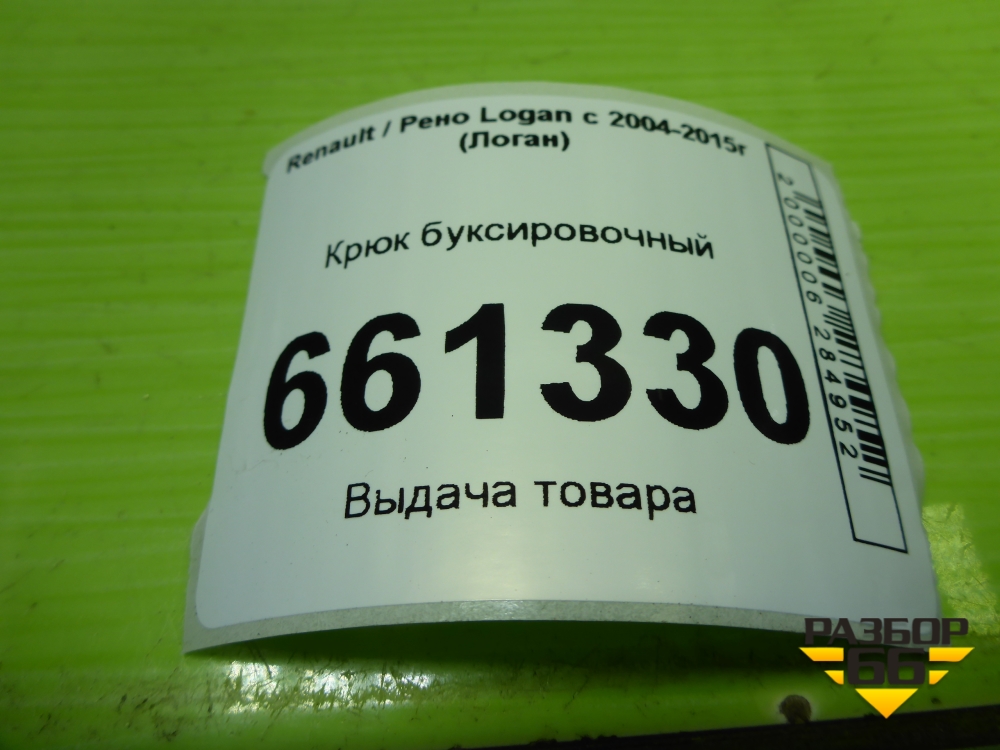 Renault / Рено Logan с 2004-2015г
(Логан)
Крюк буксировочный
661330
Выдача товара
2000006284952
РАЗБОР
66